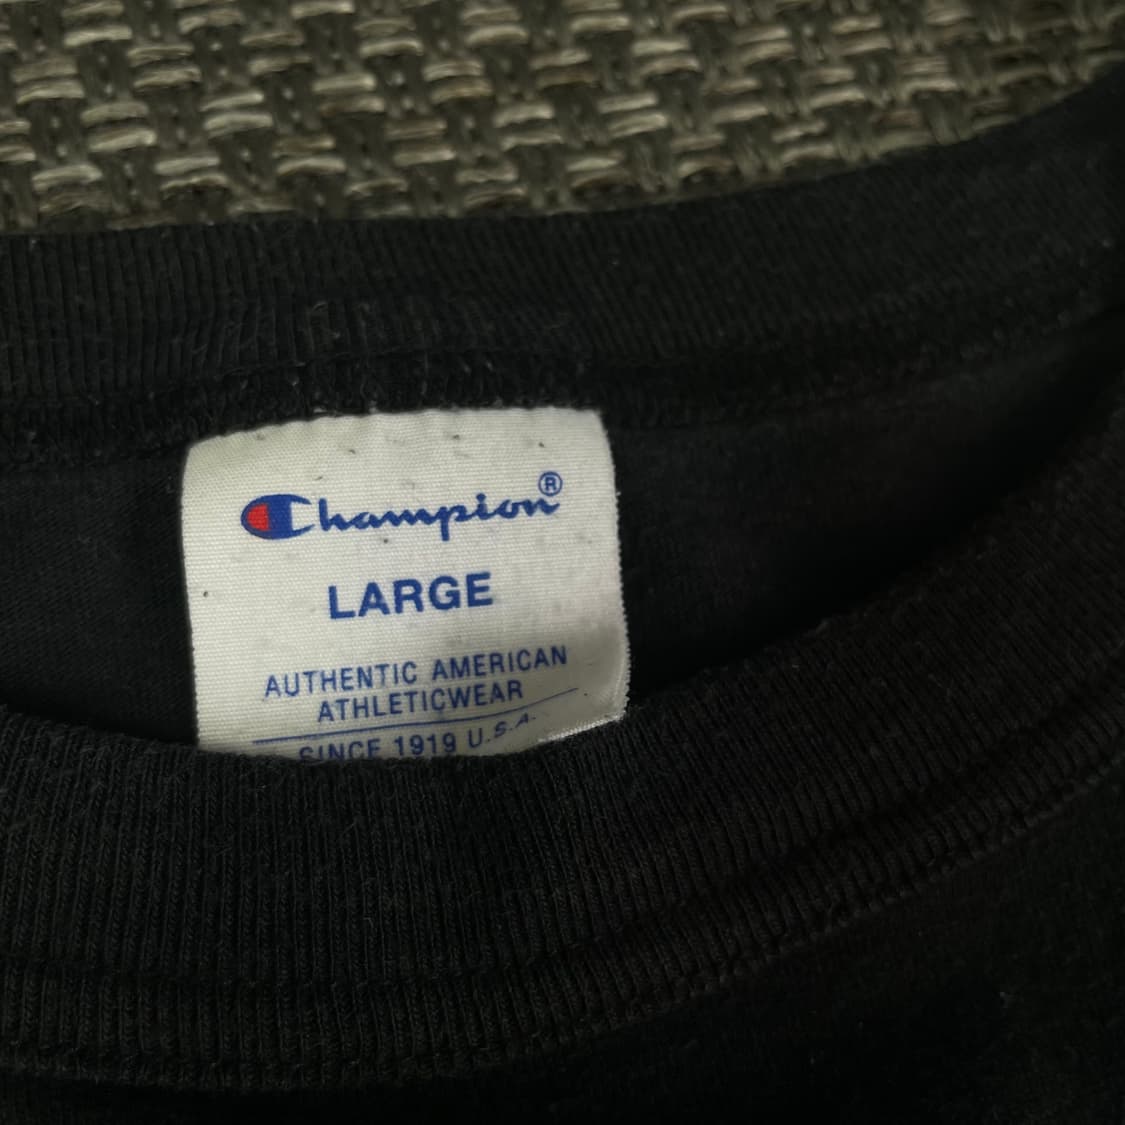 Champion®
LARGE
AUTHENTIC AMERICAN
ATHLETICWEAR
SINCE 1919 U.S.A.